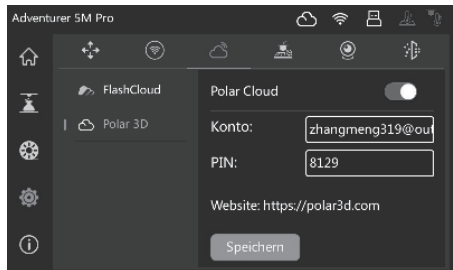 Adventurer 5M Pro
FlashCloud
Polar Cloud
Polar 3D
Konto:
zhangmeng319@out
PIN:
8129
Website: https://polar3d.com
Speichern